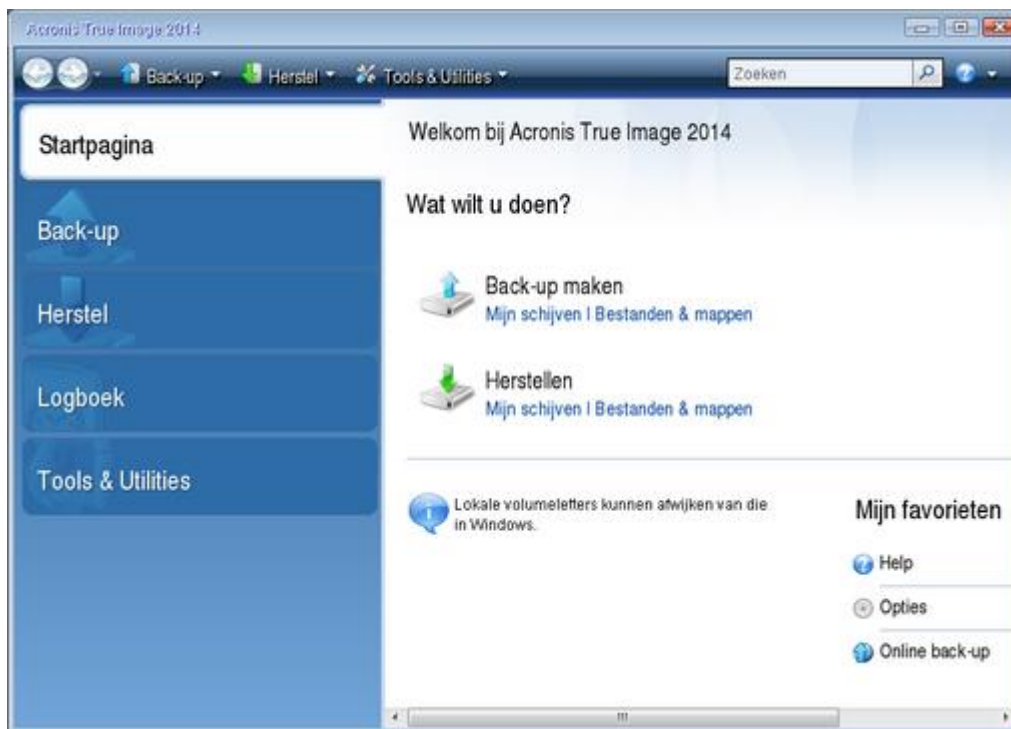 Acronis True Image 2014
Back-up Herstel Tools & Utilities Zoeken
Startpagina
Back-up
Herstel
Logboek
Tools & Utilities
Welkom bij Acronis True Image 2014
Wat wilt u doen?
Back-up maken
Mijn schijven | Bestanden & mappen
Herstellen
Mijn schijven | Bestanden & mappen
Lokale volumeletters kunnen afwijken van die
in Windows.
Mijn favorieten
Help
Opties
Online back-up